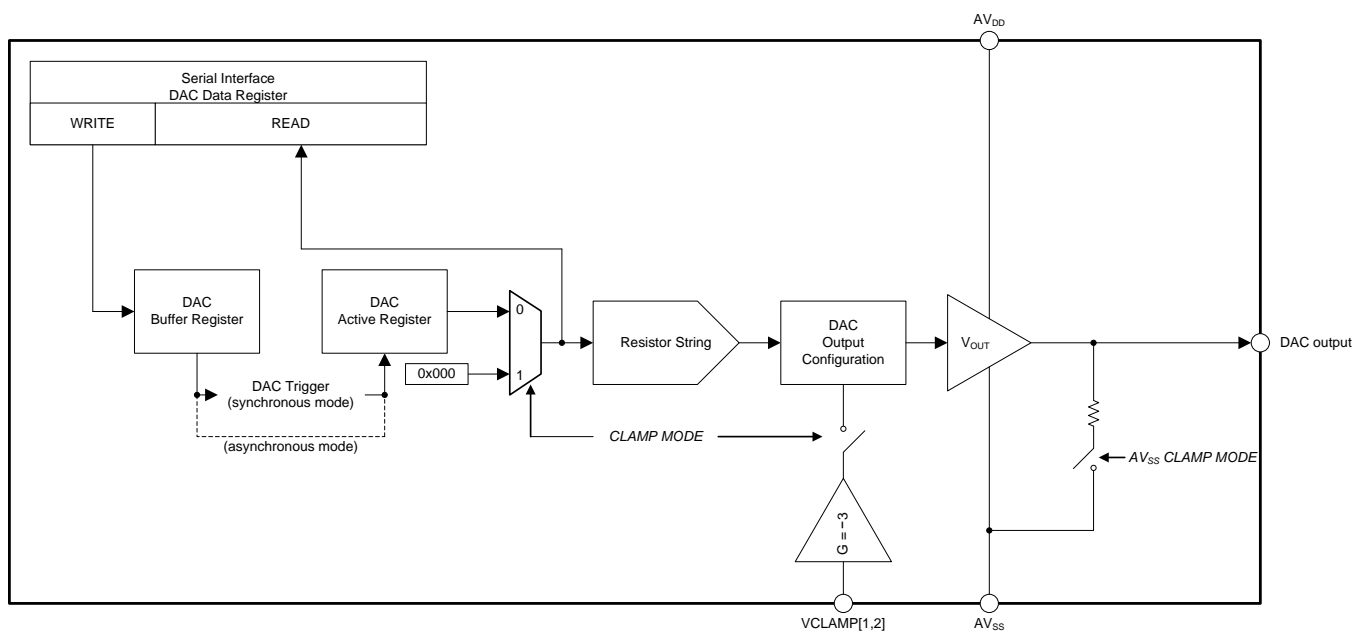 AVDD
Serial Interface
DAC Data Register
WRITE
READ
DAC
Buffer Register
DAC
Active Register
0
1
0x000
Resistor String
DAC
Output
Configuration
VOUT
DAC output
DAC Trigger
(synchronous mode)
(asynchronous mode)
CLAMP MODE
AVSS CLAMP MODE
G = –3
VCLAMP[1,2]
AVSS